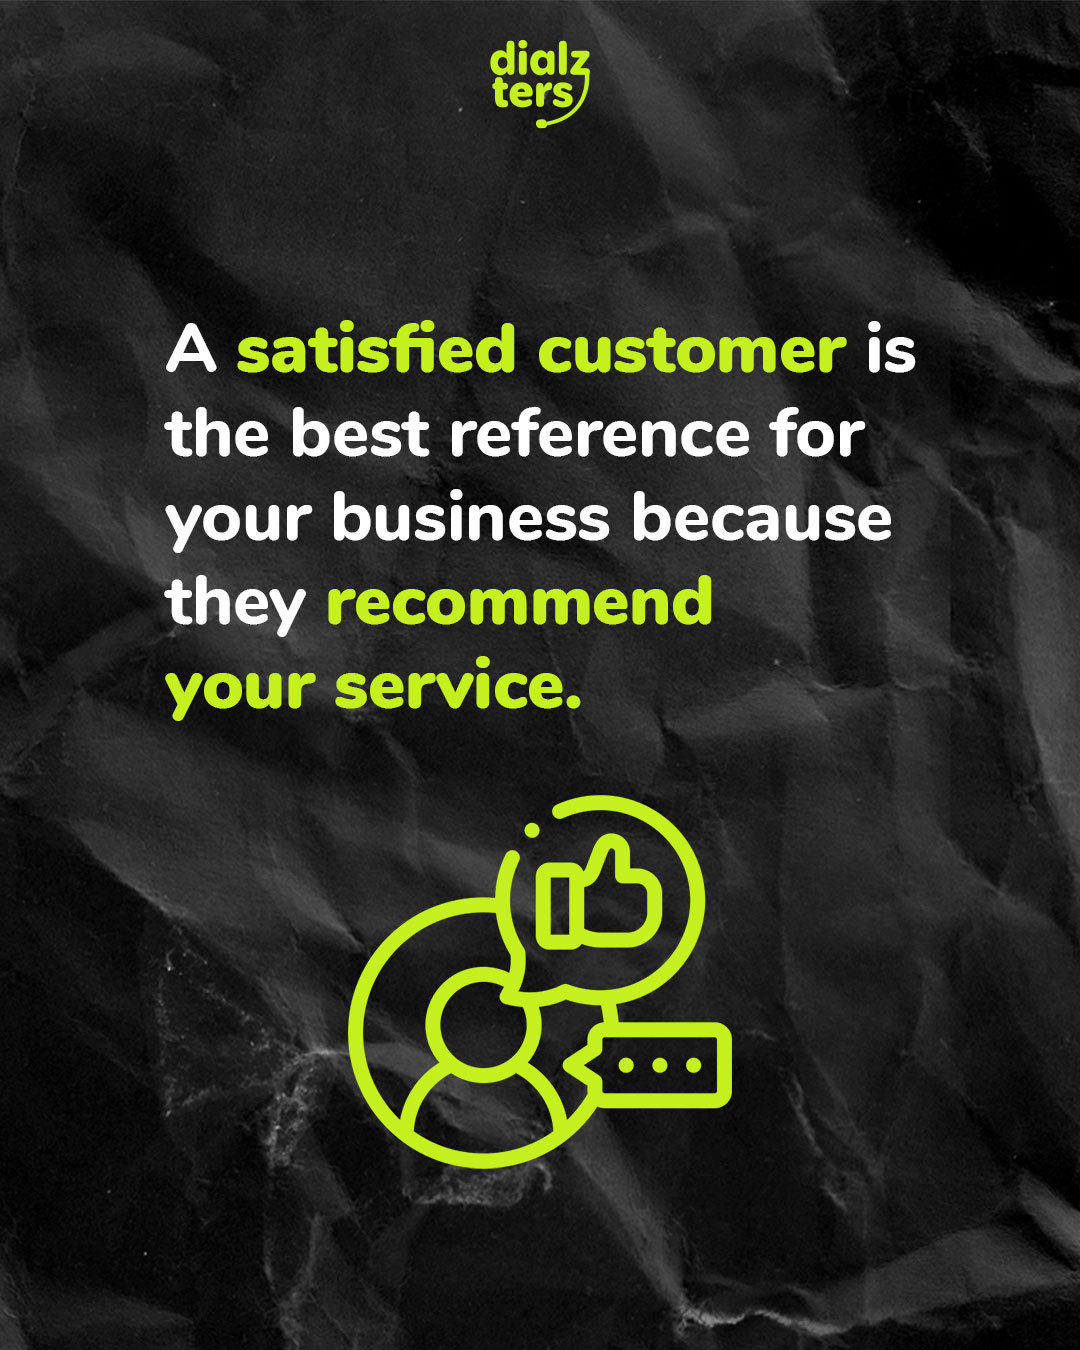 dialz
ters
A satisfied customer is
the best reference for
your business because
they recommend
your service.